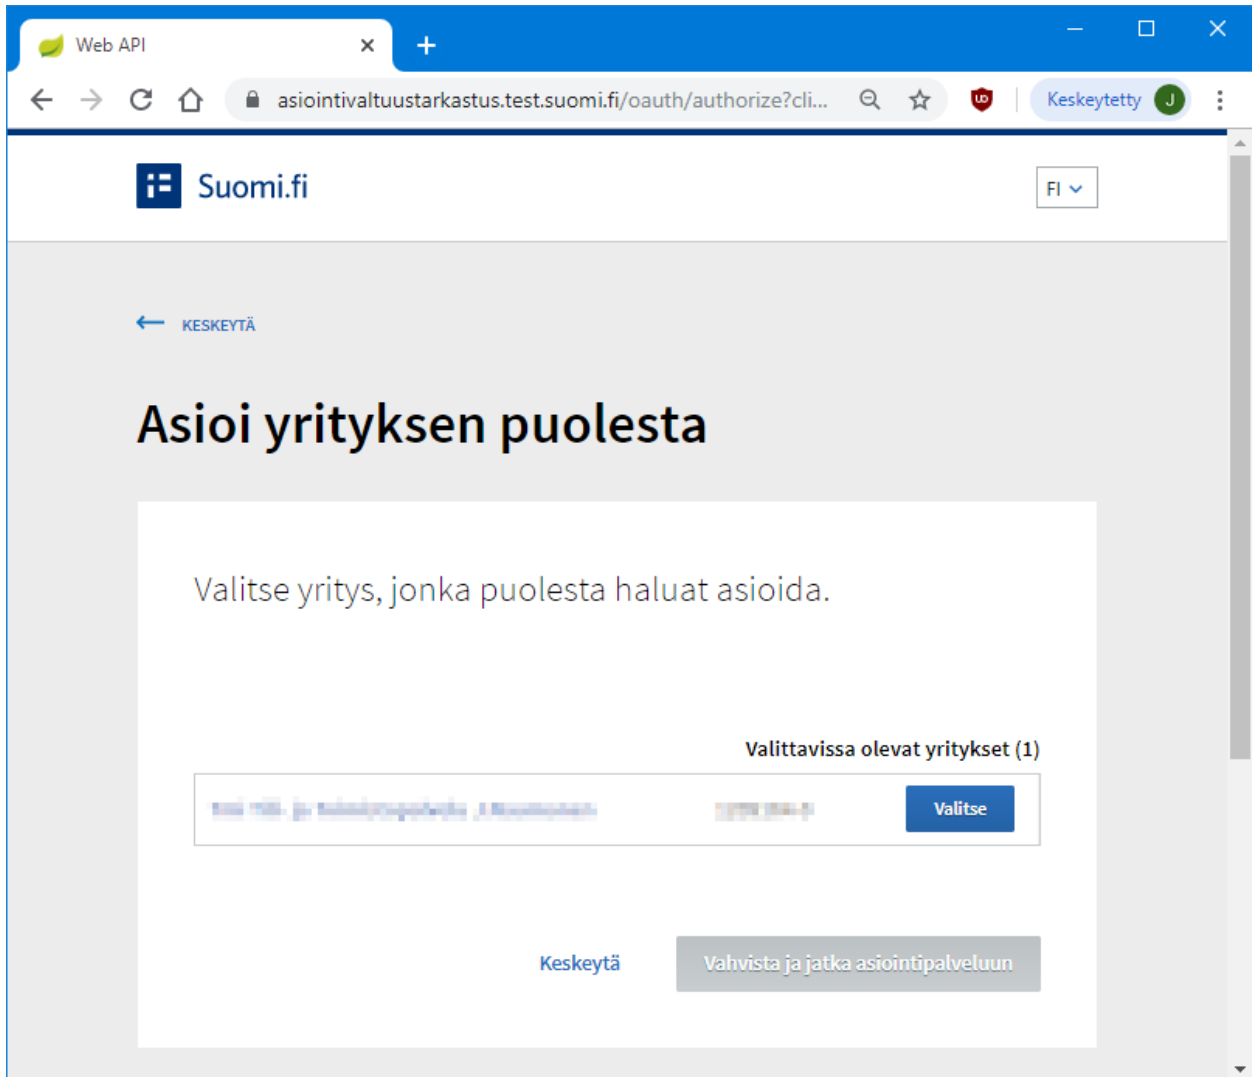 Web API
asiointivaltuustarkastus.test.suomi.fi/oauth/authorize?cli...
Keskeytetty J
Suomi.fi
FI
KESKEYTÄ
Asioi yrityksen puolesta
Valitse yritys, jonka puolesta haluat asioida.
Valittavissa olevat yritykset (1)
Valitse
Keskeytä
Vahvista ja jatka asiointipalveluun